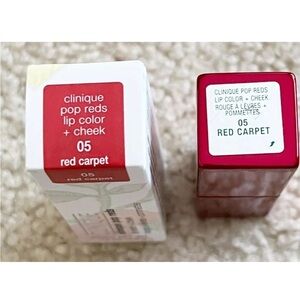 clinique
pop reds
lip color
+ cheek
05
red carpet
05
red carpet
CLINIQUE POP REDS
LIP COLOR + CHEEK
ROUGE A LÈVRES +
POMMETTES
05
RED CARPET